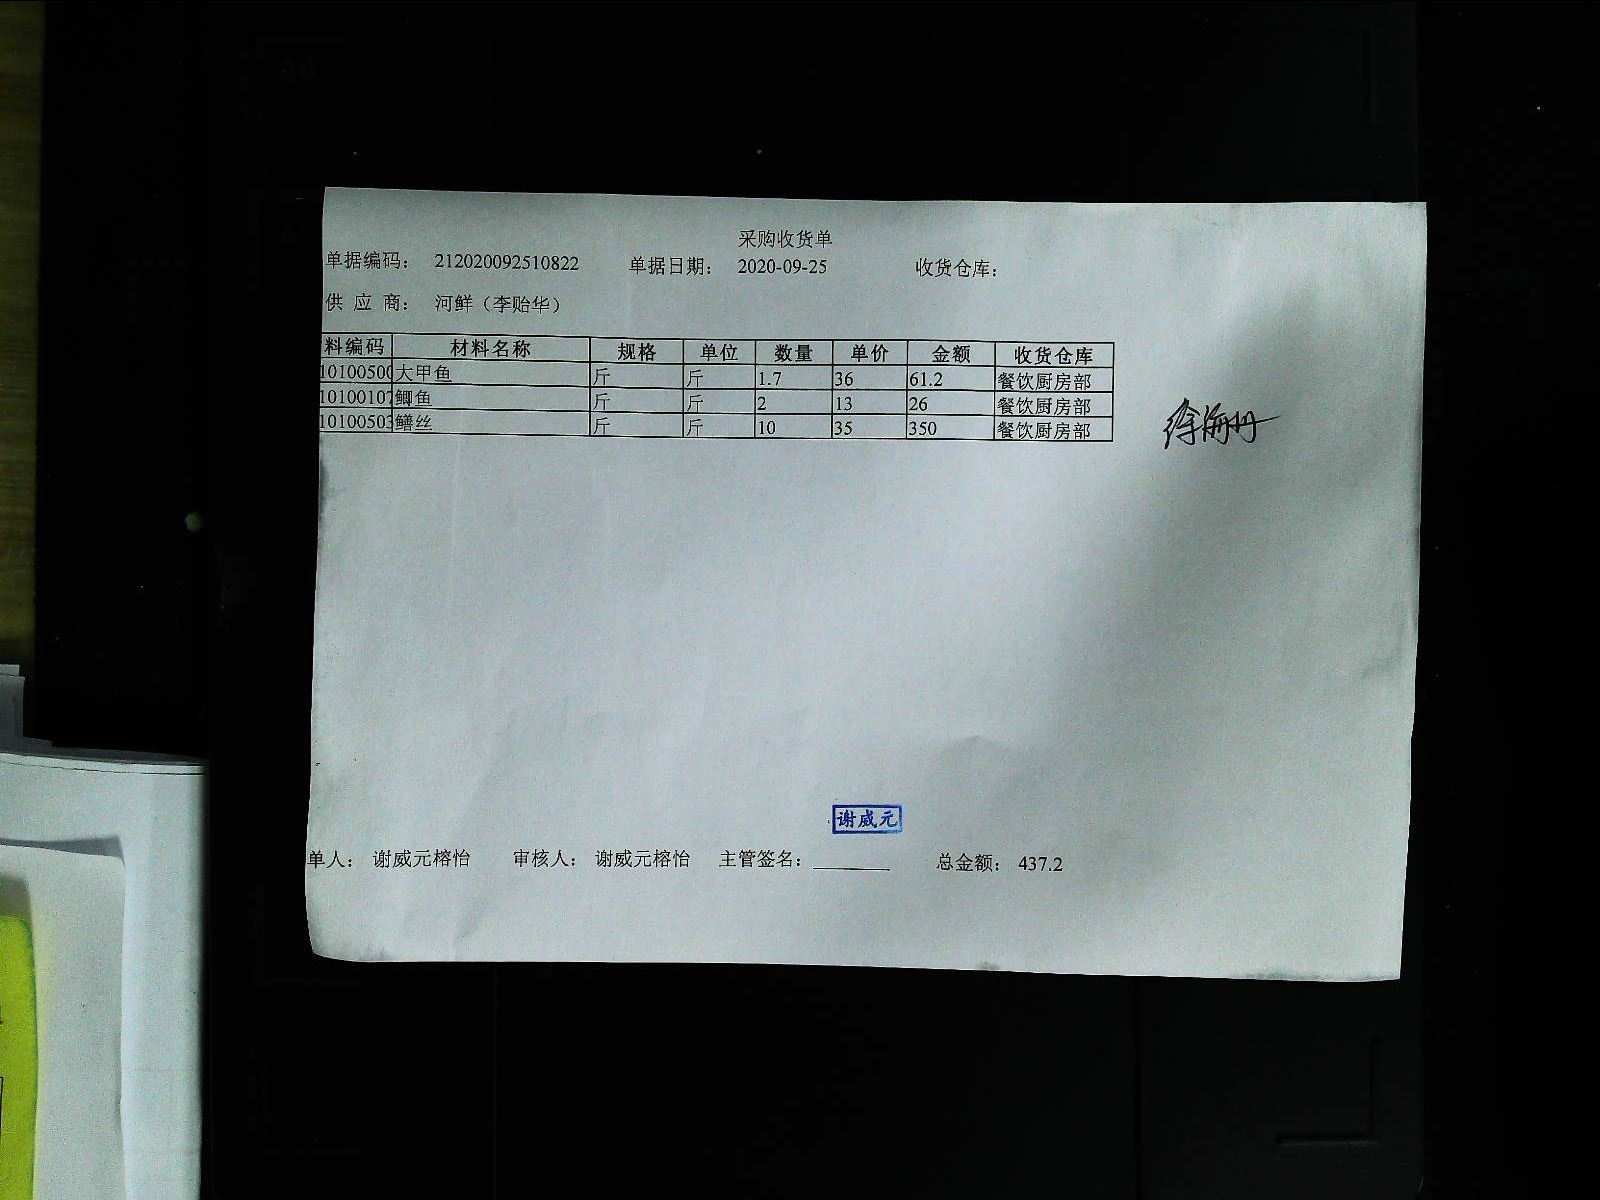 采购收货单
单据编码： 212020092510822 单据日期： 2020-09-25 收货仓库：
供 应 商： 河鲜（李贻华）
料编码 材料名称 规格 单位 数量 单价 金额 收货仓库
1010050 大甲鱼 斤 斤 1.7 36 61.2 餐饮厨房部
1010010 鲫鱼 斤 斤 2 13 26 餐饮厨房部
1010050 鳝丝 斤 斤 10 35 350 餐饮厨房部
徐海丹
谢威元
单人： 谢威元榕怡 审核人： 谢威元榕怡 主管签名： 总金额： 437.2